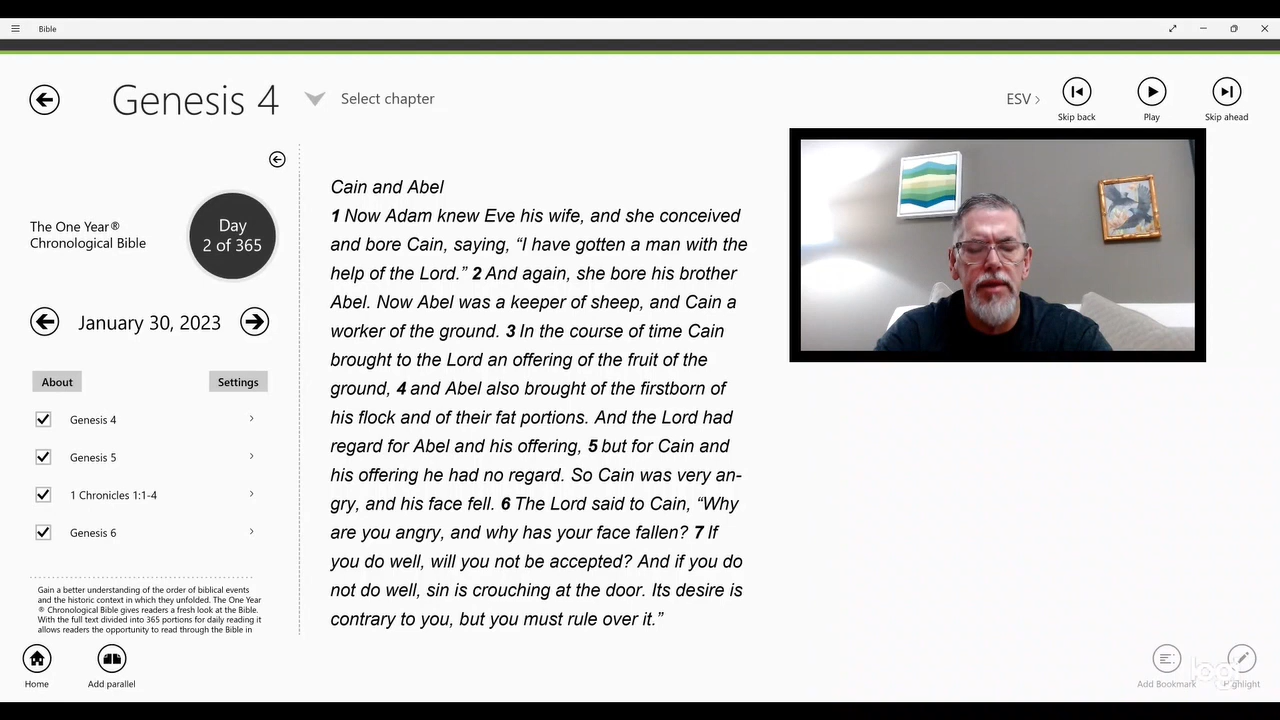 Bible
Genesis 4
Select chapter
ESV
Skip back
Play
Skip ahead
The One Year®
Chronological Bible
Day
2 of 365
January 30, 2023
About
Settings
Genesis 4
Genesis 5
1 Chronicles 1:1-4
Genesis 6
Gain a better understanding of the order of biblical events
and the historic context in which they unfolded. The One Year
® Chronological Bible gives readers a fresh look at the Bible.
With the full text divided into 365 portions for daily reading it
allows readers the opportunity to read through the Bible in
Cain and Abel
1 Now Adam knew Eve his wife, and she conceived
and bore Cain, saying, “I have gotten a man with the
help of the Lord.” 2 And again, she bore his brother
Abel. Now Abel was a keeper of sheep, and Cain a
worker of the ground. 3 In the course of time Cain
brought to the Lord an offering of the fruit of the
ground, 4 and Abel also brought of the firstborn of
his flock and of their fat portions. And the Lord had
regard for Abel and his offering, 5 but for Cain and
his offering he had no regard. So Cain was very an-
gry, and his face fell. 6 The Lord said to Cain, “Why
are you angry, and why has your face fallen? 7 If
you do well, will you not be accepted? And if you do
not do well, sin is crouching at the door. Its desire is
contrary to you, but you must rule over it.”
Home
Add parallel
Add Bookmark
Highlight
logi